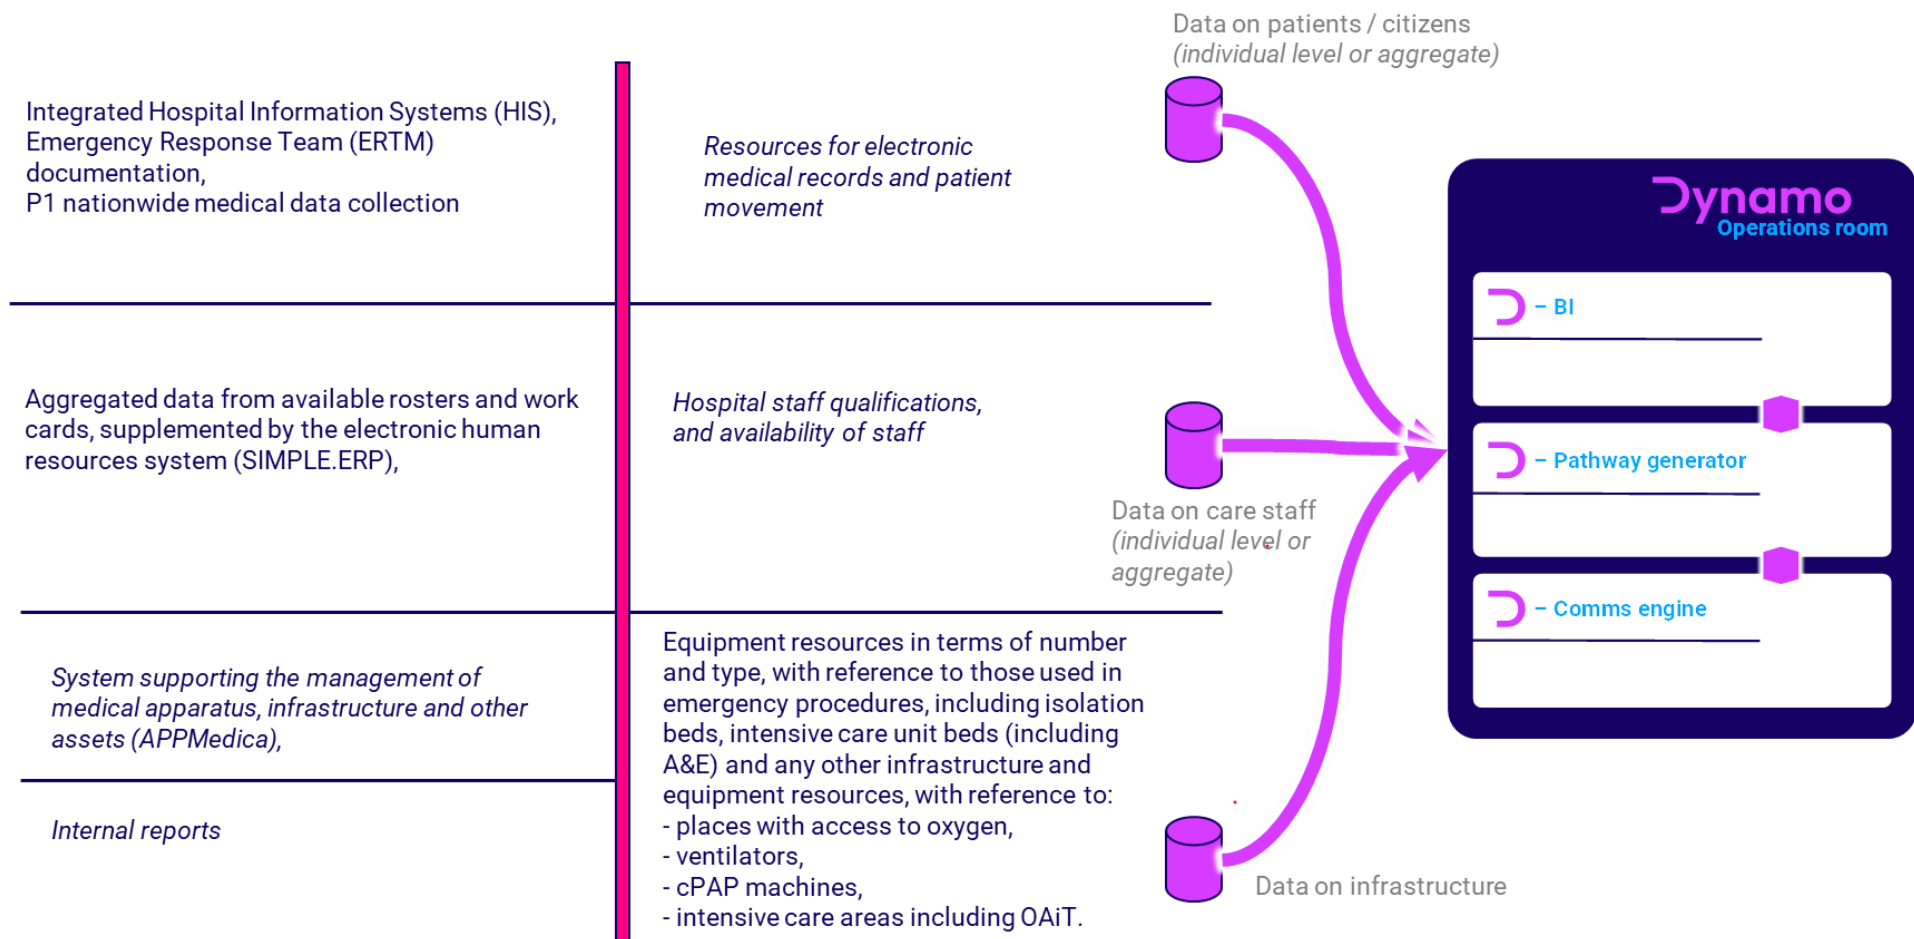 Data on patients / citizens
(individual level or aggregate)
Integrated Hospital Information Systems (HIS),
Emergency Response Team (ERTM)
documentation,
P1 nationwide medical data collection
Resources for electronic
medical records and patient
movement
Aggregated data from available rosters and work
cards, supplemented by the electronic human
resources system (SIMPLE.ERP),
Hospital staff qualifications,
and availability of staff
Data on care staff
(individual level or
aggregate)
System supporting the management of
medical apparatus, infrastructure and other
assets (APPMedica),
Internal reports
Equipment resources in terms of number
and type, with reference to those used in
emergency procedures, including isolation
beds, intensive care unit beds (including
A&E) and any other infrastructure and
equipment resources, with reference to:
- places with access to oxygen,
- ventilators,
- cPAP machines,
- intensive care areas including OAiT.
Data on infrastructure
Dynamo
Operations room
D – BI
D – Pathway generator
D – Comms engine